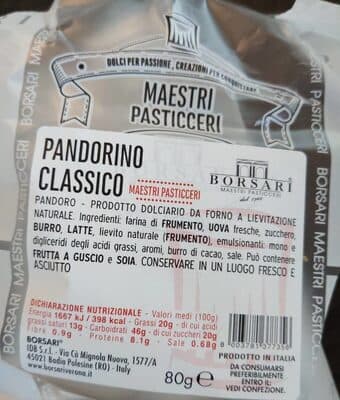 DOLCI PER PASSIONE, CREAZIONI PER
MAESTRI
PASTICCERI
BORSARI MAESTRI PASTICCERI
PANDORINO
CLASSICO MAESTRI PASTICCERI
BORSARI
MAESTRI PASTICCERI
PANDORO - PRODOTTO DOLCIARIO DA FORNO A LIEVITAZIONE
NATURALE. Ingredienti: farina di FRUMENTO, UOVA fresche, zucchero,
BURRO, LATTE, lievito naturale (FRUMENTO), emulsionanti: mono e
digliceridi degli acidi grassi, aromi, burro di cacao, sale. Può contenere
FRUTTA A GUSCIO e SOIA. CONSERVARE IN UN LUOGO FRESCO E
ASCIUTTO
DICHIARAZIONE NUTRIZIONALE - Valori medi (100g)
Energia 1667 kJ / 398 kcal - Grassi 20g - di cui acidi
grassi saturi 13g - Carboidrati 46g - di cui zuccheri 20g
Fibre 0.9g - Proteine 8.1g - Sale 0.68g
BORSARI®
IDB S.r.l. - Via Cà Mignola Nuova, 1577/A
45021 Badia Polesine (RO) - Italy
www.borsariverona.it
80g e
PRODOTTO IN ITALIA
DA CONSUMARSI
PREFERIBILMENTE
ENTRO IL:
VEDI CONFEZIONE.